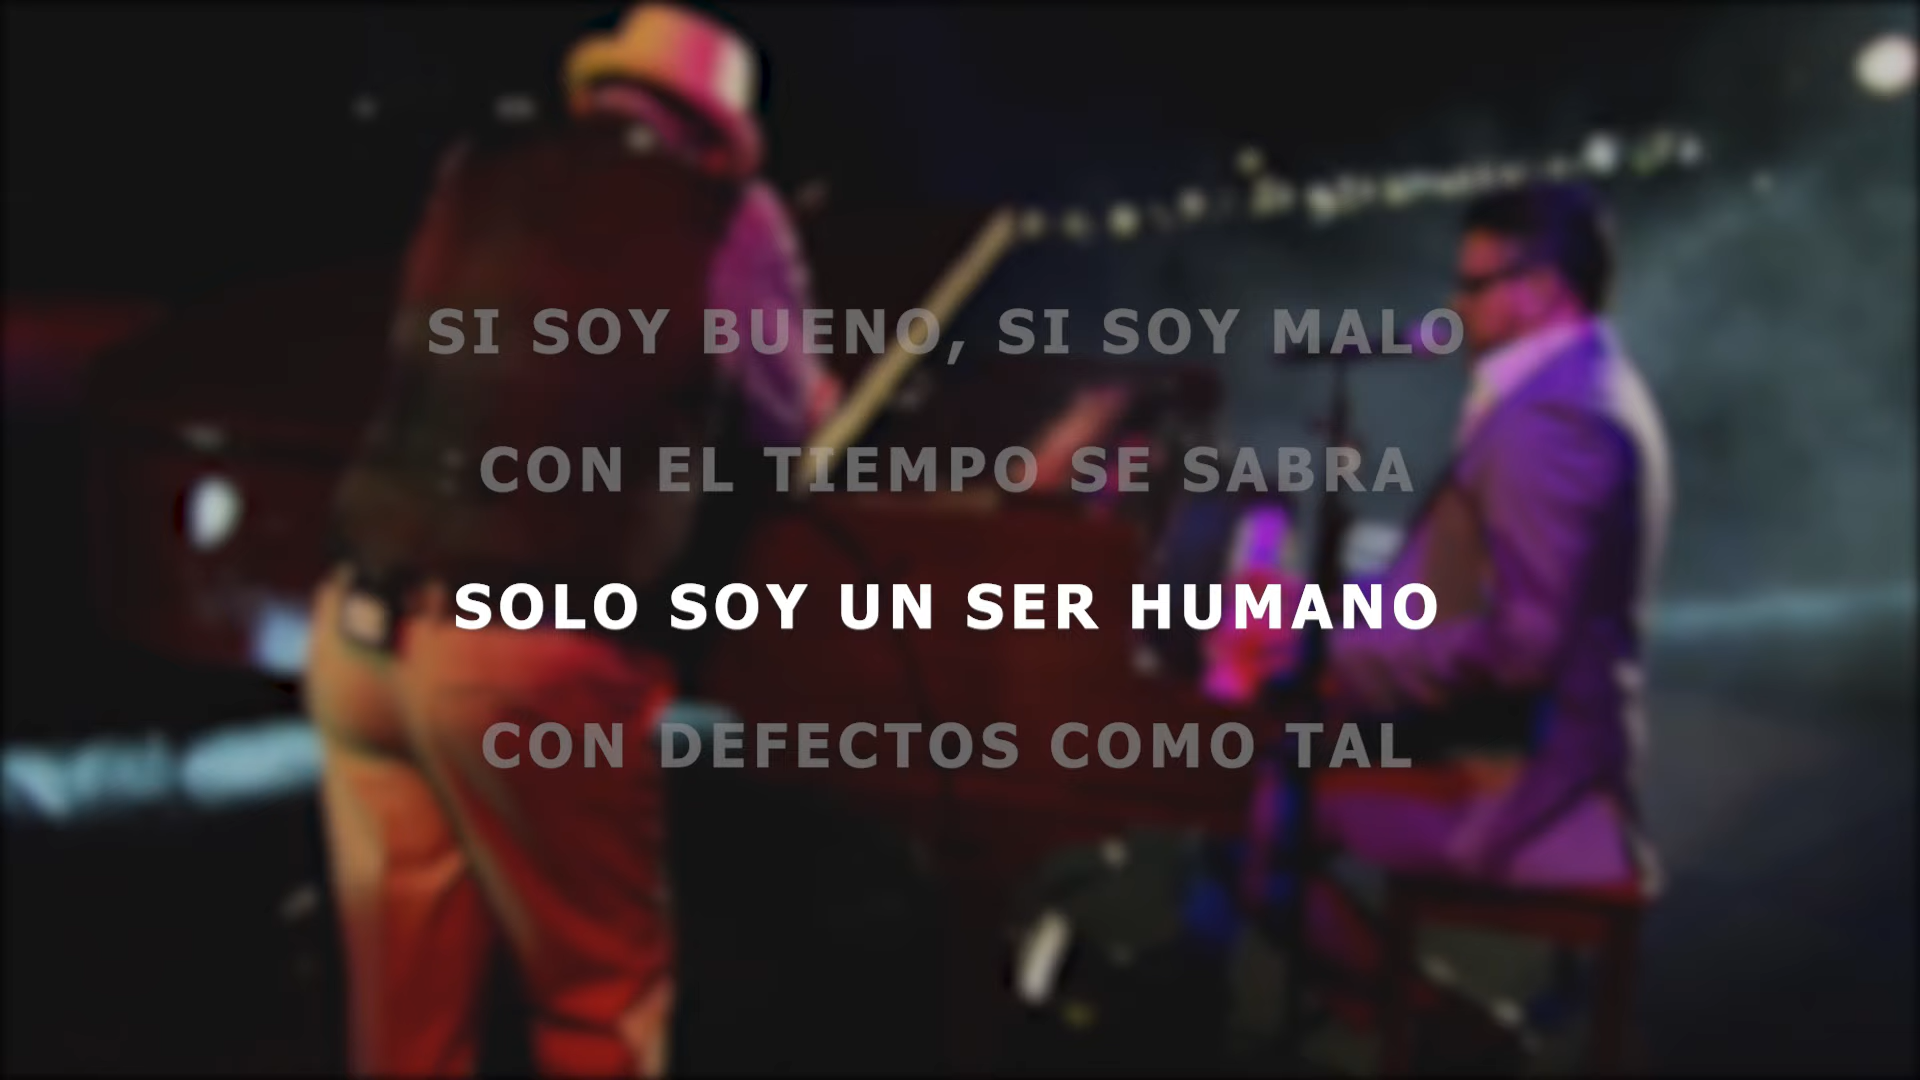 SI SOY BUENO, SI SOY MALO
CON EL TIEMPO SE SABRA
SOLO SOY UN SER HUMANO
CON DEFECTOS COMO TAL